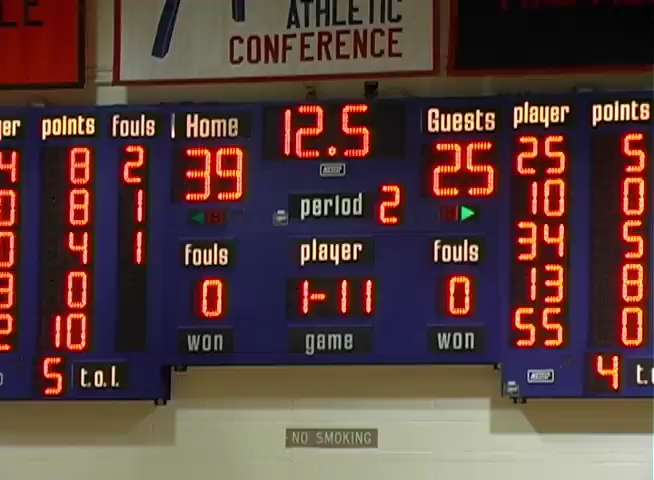 ATHLETIC
CONFERENCE
points fouls Home 12.5 Guests player points
8 2 39 25 25 5
8 1 period 2 10 0
4 1 fouls player fouls 34 5
0 0 1-11 0 13 8
10 won game won 55 0
5 t.o.l. 4
NO SMOKING